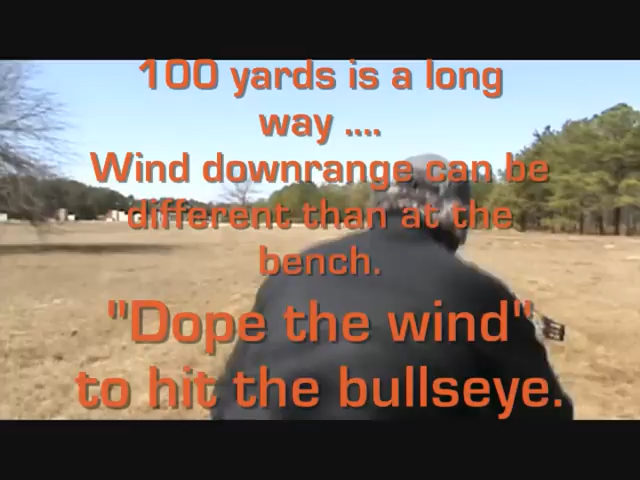 100 yards is a long
way ....
Wind downrange can be
different than at the
bench.
"Dope the wind"
to hit the bullseye.